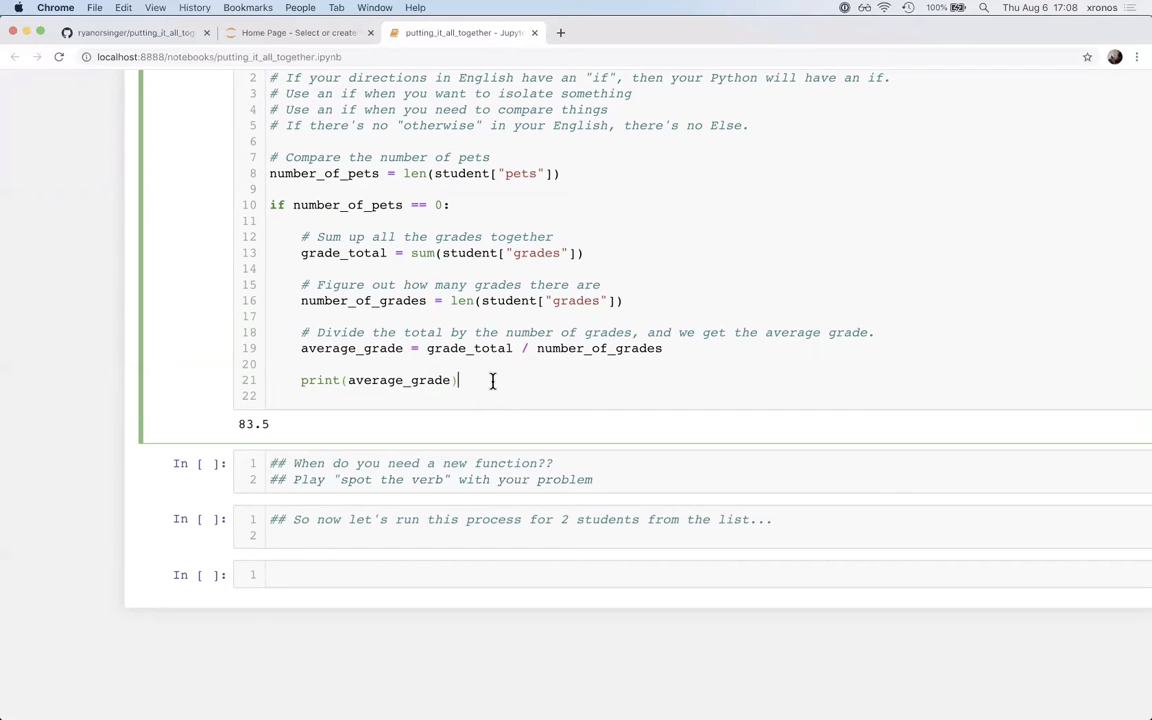 Chrome File Edit View History Bookmarks People Tab Window Help 100% Thu Aug 6 17:08 xronos
ryanorsinger/putting_it_all_tog × Home Page - Select or create × putting_it_all_together - Jupyt × +
localhost:8888/notebooks/putting_it_all_together.ipynb
2 # If your directions in English have an "if", then your Python will have an if.
3 # Use an if when you want to isolate something
4 # Use an if when you need to compare things
5 # If there's no "otherwise" in your English, there's no Else.
6
7 # Compare the number of pets
8 number_of_pets = len(student["pets"])
9
10 if number_of_pets == 0:
11
12 # Sum up all the grades together
13 grade_total = sum(student["grades"])
14
15 # Figure out how many grades there are
16 number_of_grades = len(student["grades"])
17
18 # Divide the total by the number of grades, and we get the average grade.
19 average_grade = grade_total / number_of_grades
20
21 print(average_grade)
22
83.5
In [ ]: 1 ## When do you need a new function??
2 ## Play "spot the verb" with your problem
In [ ]: 1 ## So now let's run this process for 2 students from the list...
2
In [ ]: 1